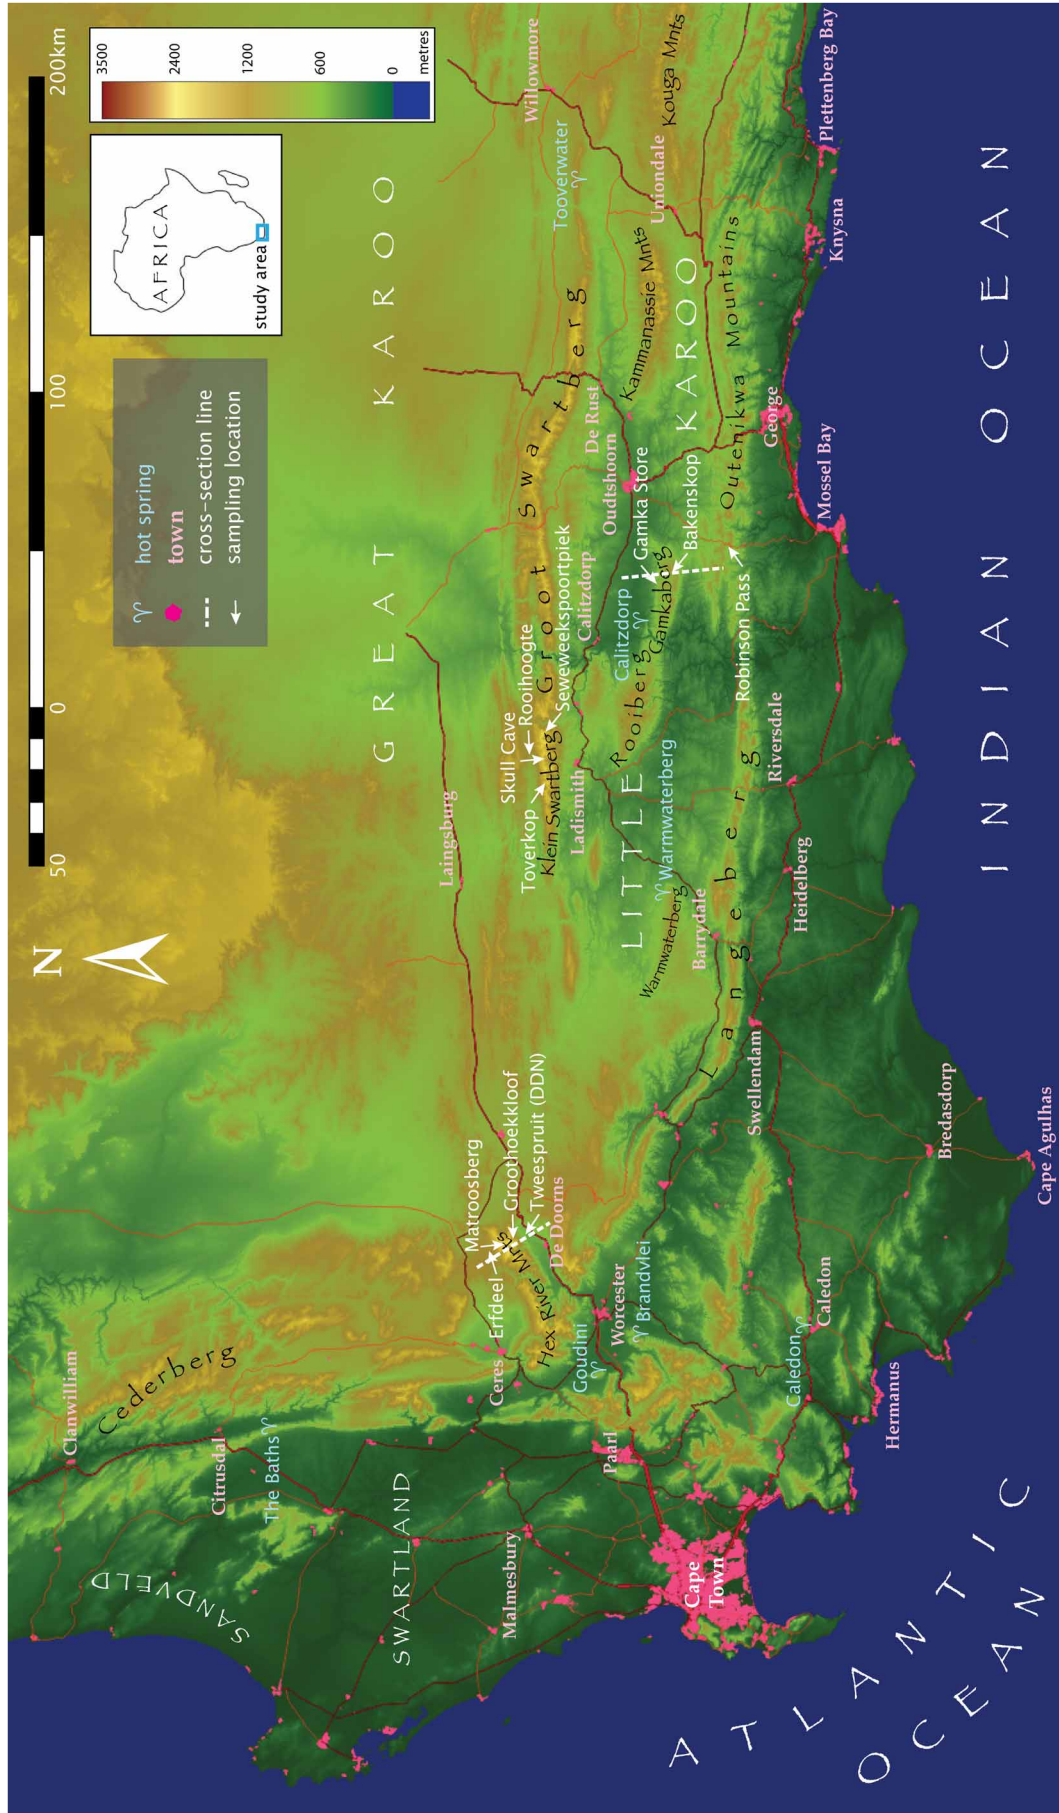 N
50
0
100
200km
AFRICA
study area
3500
2400
1200
600
0
metres
hot spring
town
cross-section line
sampling location
GREAT KAROO
Clanwilliam
Cederberg
Citrusdal
The Baths
SANDVELD
SWARTLAND
Malmesbury
Ceres
Erfdeel
Matroosberg
Groothoekkloof
Tweespruit (DDN)
Hex River Mnts
De Doorns
Goudini
Worcester
Brandvlei
Paarl
Cape
Town
Caledon
Caledon
Hermanus
Laingsburg
Skull Cave
Rooihoogte
Toverkop
Seweweekspoortpiek
Klein Swartberg
Groot Swartberg
Ladismith
LITTLE KAROO
Rooiberg
Calitzdorp
Calitzdorp
Gamkaberg
Gamka Store
Bakenskop
Oudtshoorn
De Rust
Kammanassie Mnts
Tooverwater
Willowmore
Uniondale
Kouga Mnts
Warmwaterberg
Warmwaterberg
Barrydale
Langeberg
Robinson Pass
Outenikwa Mountains
Swellendam
Heidelberg
Riversdale
Mossel Bay
George
Knysna
Plettenberg Bay
Bredasdorp
Cape Agulhas
ATLANTIC
OCEAN
INDIAN OCEAN